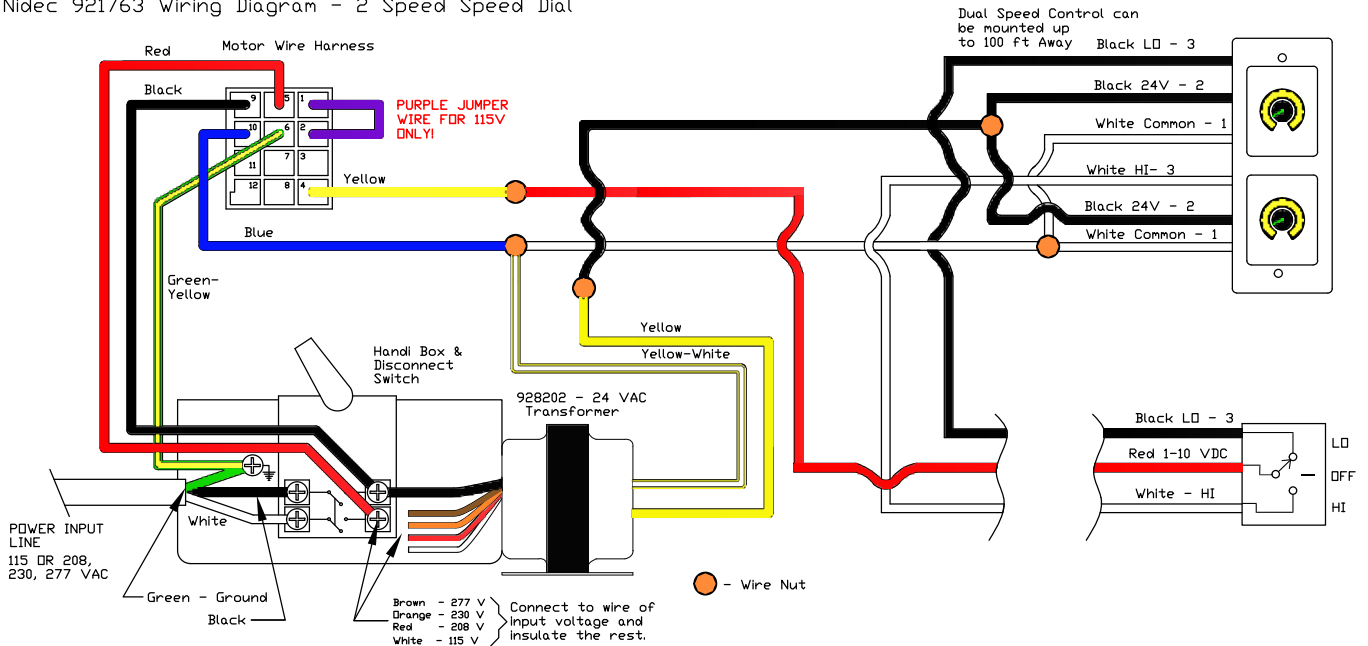 Nidec 921763 Wiring Diagram - 2 Speed Speed Dial
Dual Speed Control can
be mounted up
to 100 ft Away
Black LO - 3
Red
Motor Wire Harness
Black
Black 24V - 2
9
5
1
PURPLE JUMPER
WIRE FOR 115V
ONLY!
White Common - 1
10
6
2
11
7
3
White HI- 3
12
8
4
Yellow
Black 24V - 2
Blue
White Common - 1
Green-
Yellow
Yellow
Yellow-White
Handi Box &
Disconnect
Switch
928202 - 24 VAC
Transformer
Black LO - 3
LO
Red 1-10 VDC
OFF
White - HI
HI
White
POWER INPUT
LINE
115 OR 208,
230, 277 VAC
Green - Ground
Black
Brown - 277 V
Orange - 230 V
Red - 208 V
White - 115 V
Connect to wire of
input voltage and
insulate the rest.
- Wire Nut